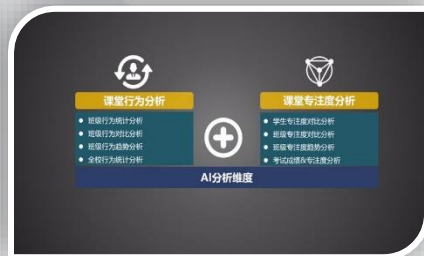 课堂行为分析
班级行为统计分析
班级行为对比分析
班级行为趋势分析
全校行为统计分析
课堂专注度分析
学生专注度对比分析
班级专注度对比分析
班级专注度趋势分析
考试成绩&专注度分析
AI分析维度